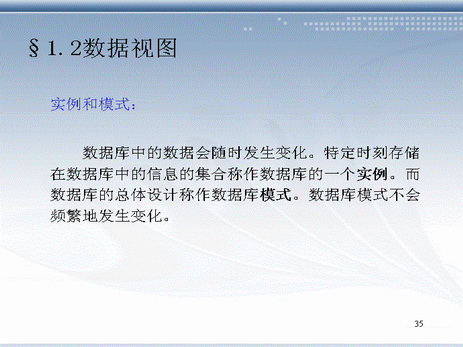 §1.2数据视图
实例和模式：
数据库中的数据会随时发生变化。特定时刻存储
在数据库中的信息的集合称作数据库的一个实例。而
数据库的总体设计称作数据库模式。数据库模式不会
频繁地发生变化。
35